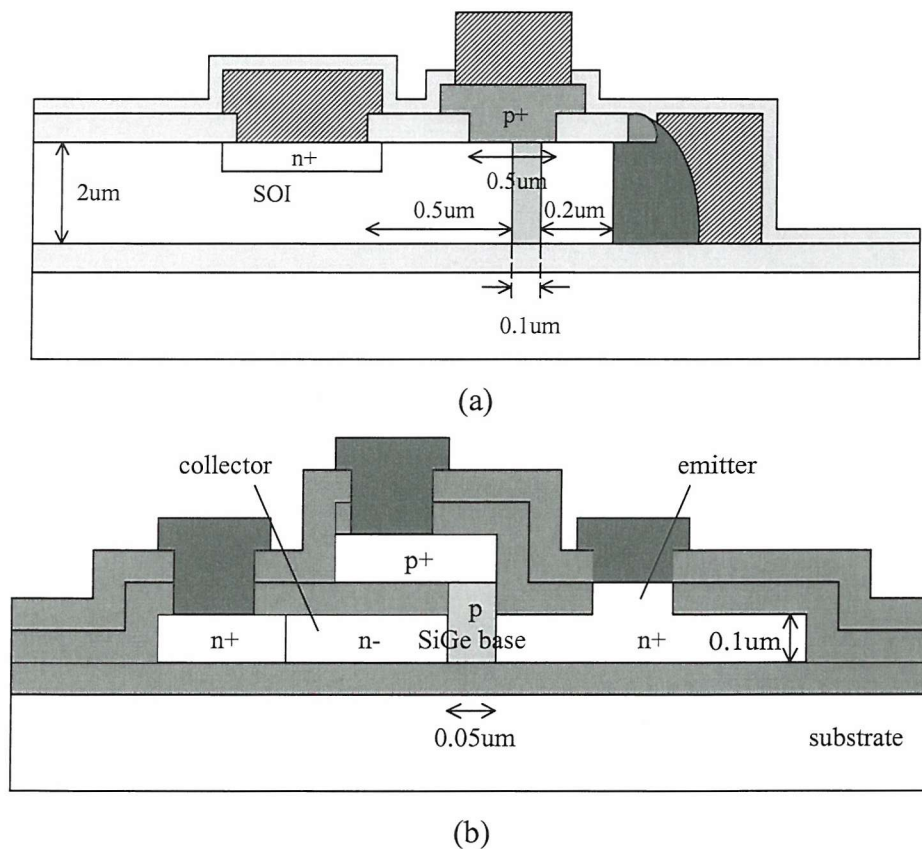 p+
n+
2um
SOI
0.5um
0.5um
0.2um
0.1um
(a)
collector
emitter
p+
p
n+
n-
SiGe base
n+
0.1um
0.05um
substrate
(b)